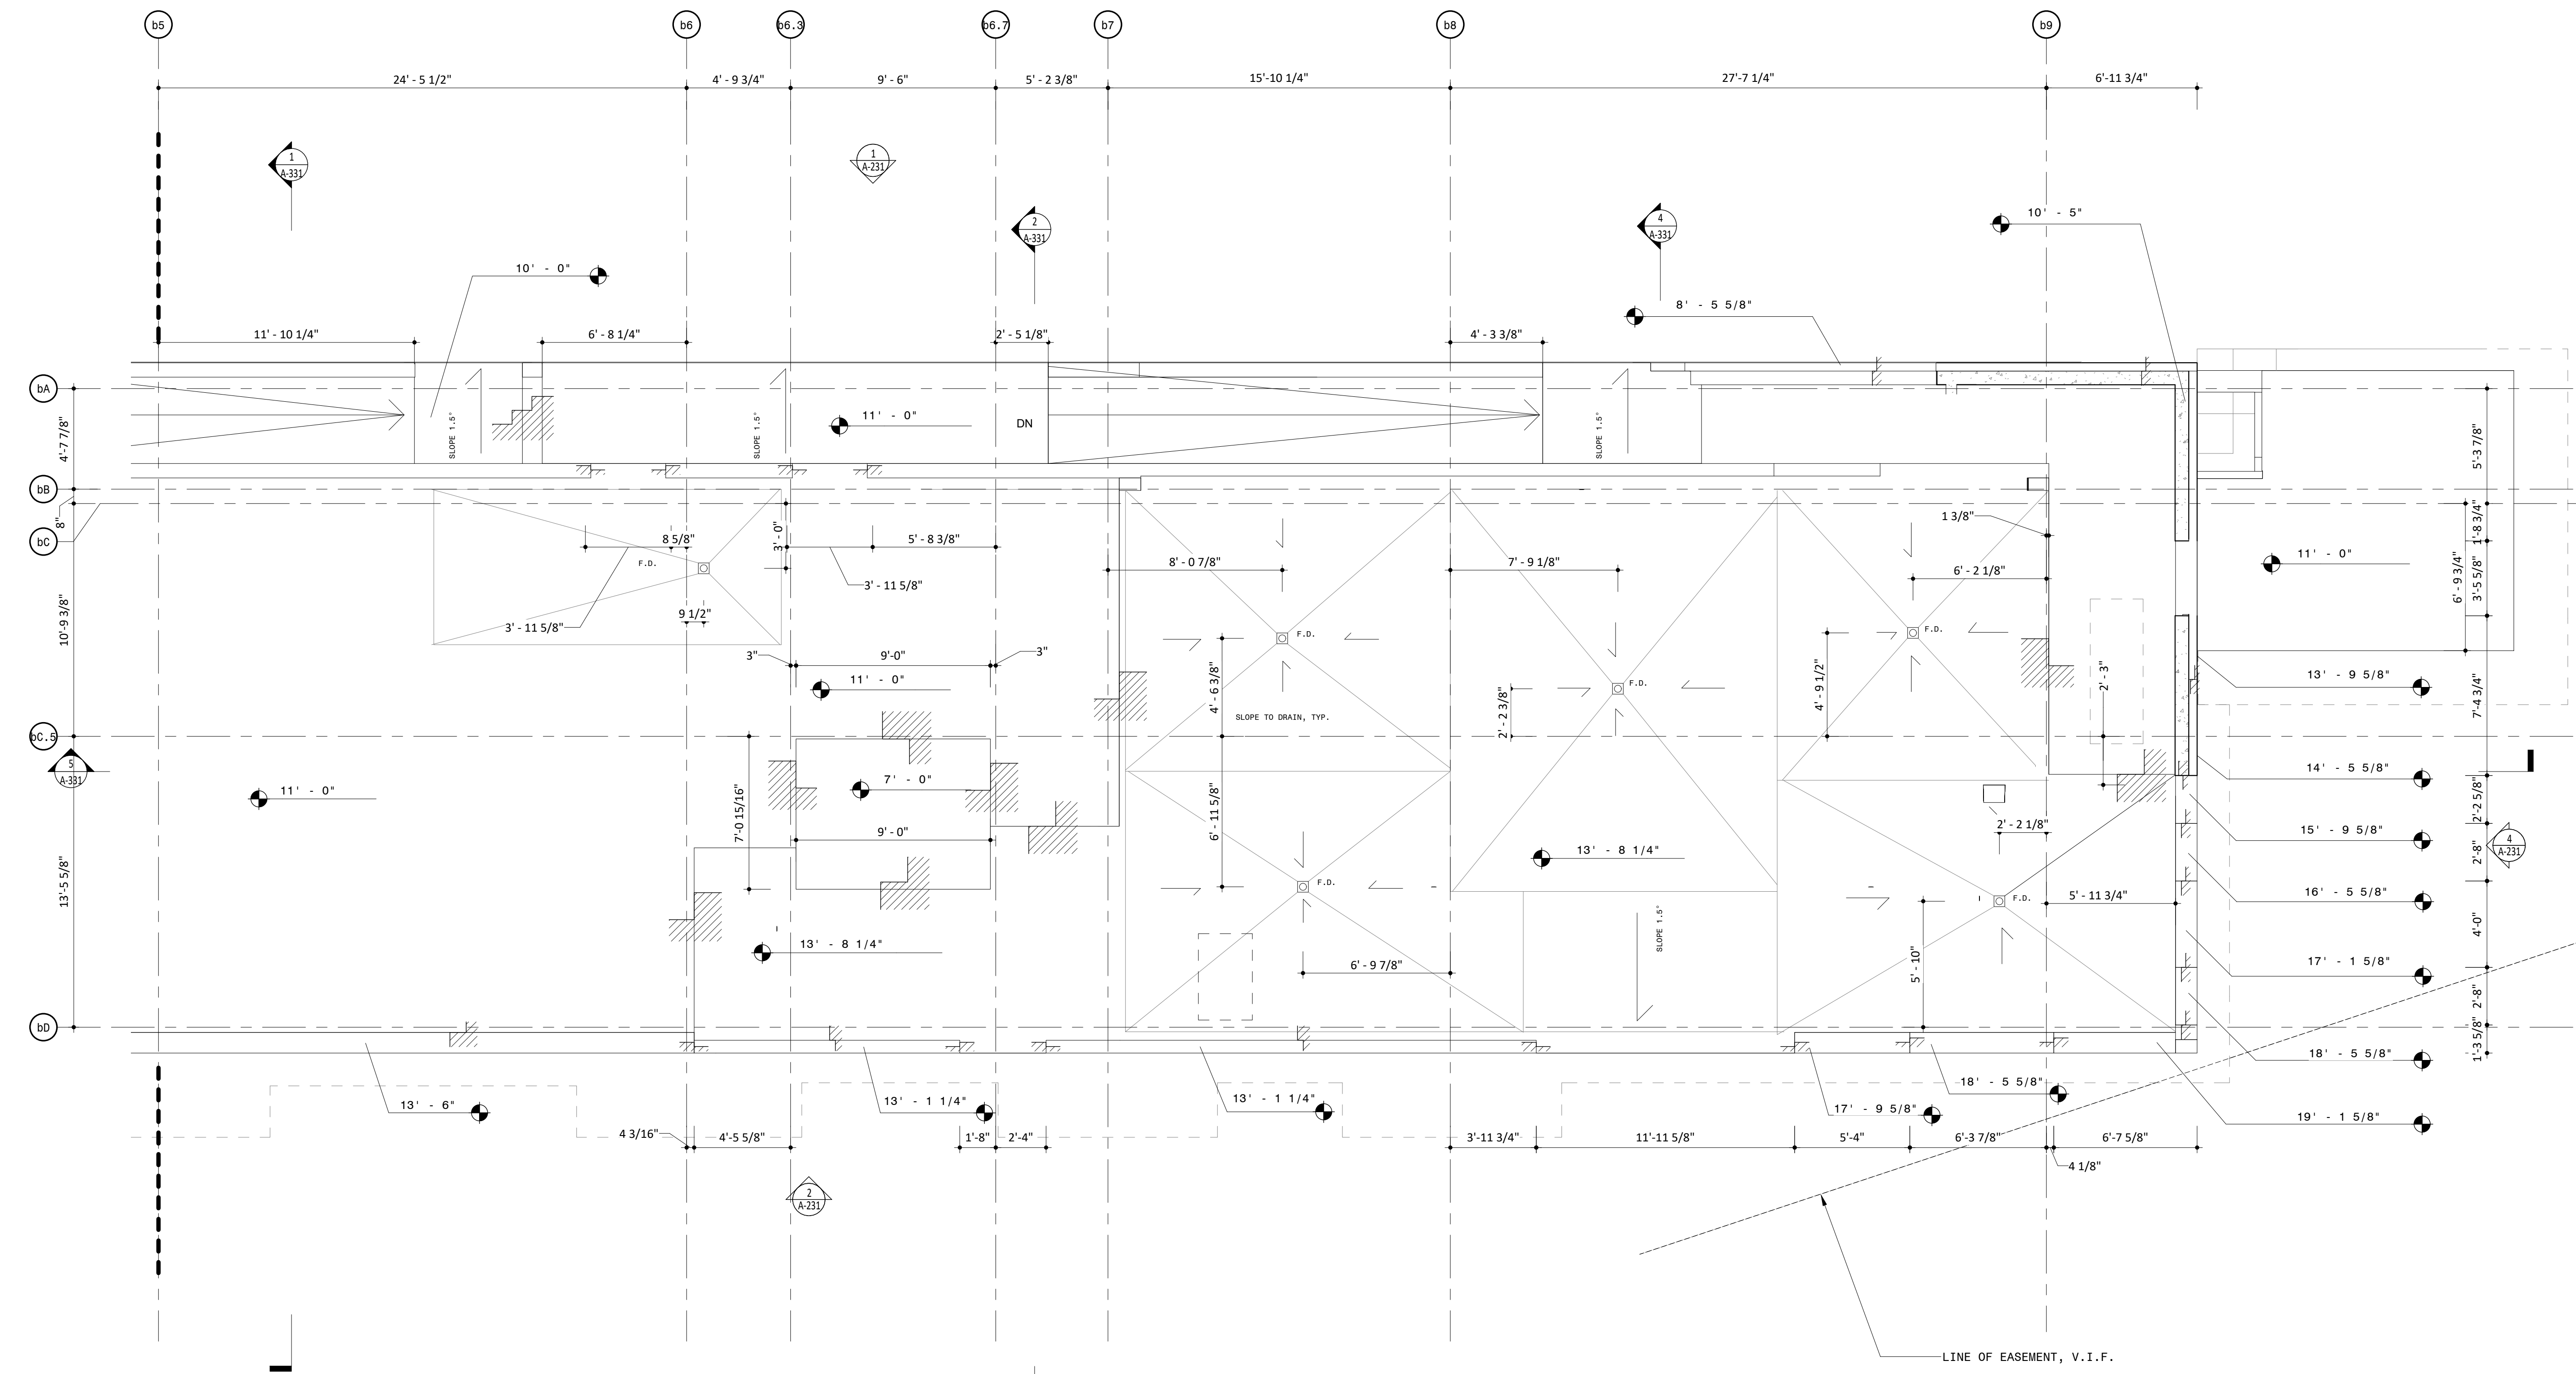 b5
b6
b6.3
b6.7
b7
b8
b9
24' - 5 1/2"
4' - 9 3/4"
9' - 6"
5' - 2 3/8"
15'-10 1/4"
27'-7 1/4"
6'-11 3/4"
1
A-331
1
A-231
2
A-331
4
A-331
10' - 5"
10' - 0"
8' - 5 5/8"
11' - 10 1/4"
6' - 8 1/4"
2' - 5 1/8"
4' - 3 3/8"
bA
4'-7 7/8"
SLOPE 1.5°
SLOPE 1.5°
11' - 0"
DN
SLOPE 1.5°
5'-3 7/8"
bB
8"
bC
8 5/8"
3' - 0"
5' - 8 3/8"
1 3/8"
1'-8 3/4"
F.D.
8' - 0 7/8"
7' - 9 1/8"
6' - 2 1/8"
11' - 0"
6' - 9 3/4"
3'-5 5/8"
3' - 11 5/8"
10'-9 3/8"
9 1/2"
3' - 11 5/8"
F.D.
F.D.
3"
9'-0"
3"
11' - 0"
4' - 6 3/8"
F.D.
2' - 2 3/8"
4' - 9 1/2"
2' - 3"
13' - 9 5/8"
7'-4 3/4"
SLOPE TO DRAIN, TYP.
bC.5
5
A-331
11' - 0"
7' - 0"
7'-0 15/16"
9' - 0"
6' - 11 5/8"
14' - 5 5/8"
2'-2 5/8"
2' - 2 1/8"
15' - 9 5/8"
4
A-231
2'-8"
13' - 8 1/4"
F.D.
F.D.
5' - 11 3/4"
16' - 5 5/8"
13'-5 5/8"
4'-0"
SLOPE 1.5°
13' - 8 1/4"
6' - 9 7/8"
5' - 10"
17' - 1 5/8"
2'-8"
bD
1'-3 5/8"
18' - 5 5/8"
13' - 6"
13' - 1 1/4"
13' - 1 1/4"
17' - 9 5/8"
18' - 5 5/8"
19' - 1 5/8"
4 3/16"
4'-5 5/8"
1'-8"
2'-4"
3'-11 3/4"
11'-11 5/8"
5'-4"
6'-3 7/8"
6'-7 5/8"
4 1/8"
2
A-231
LINE OF EASEMENT, V.I.F.